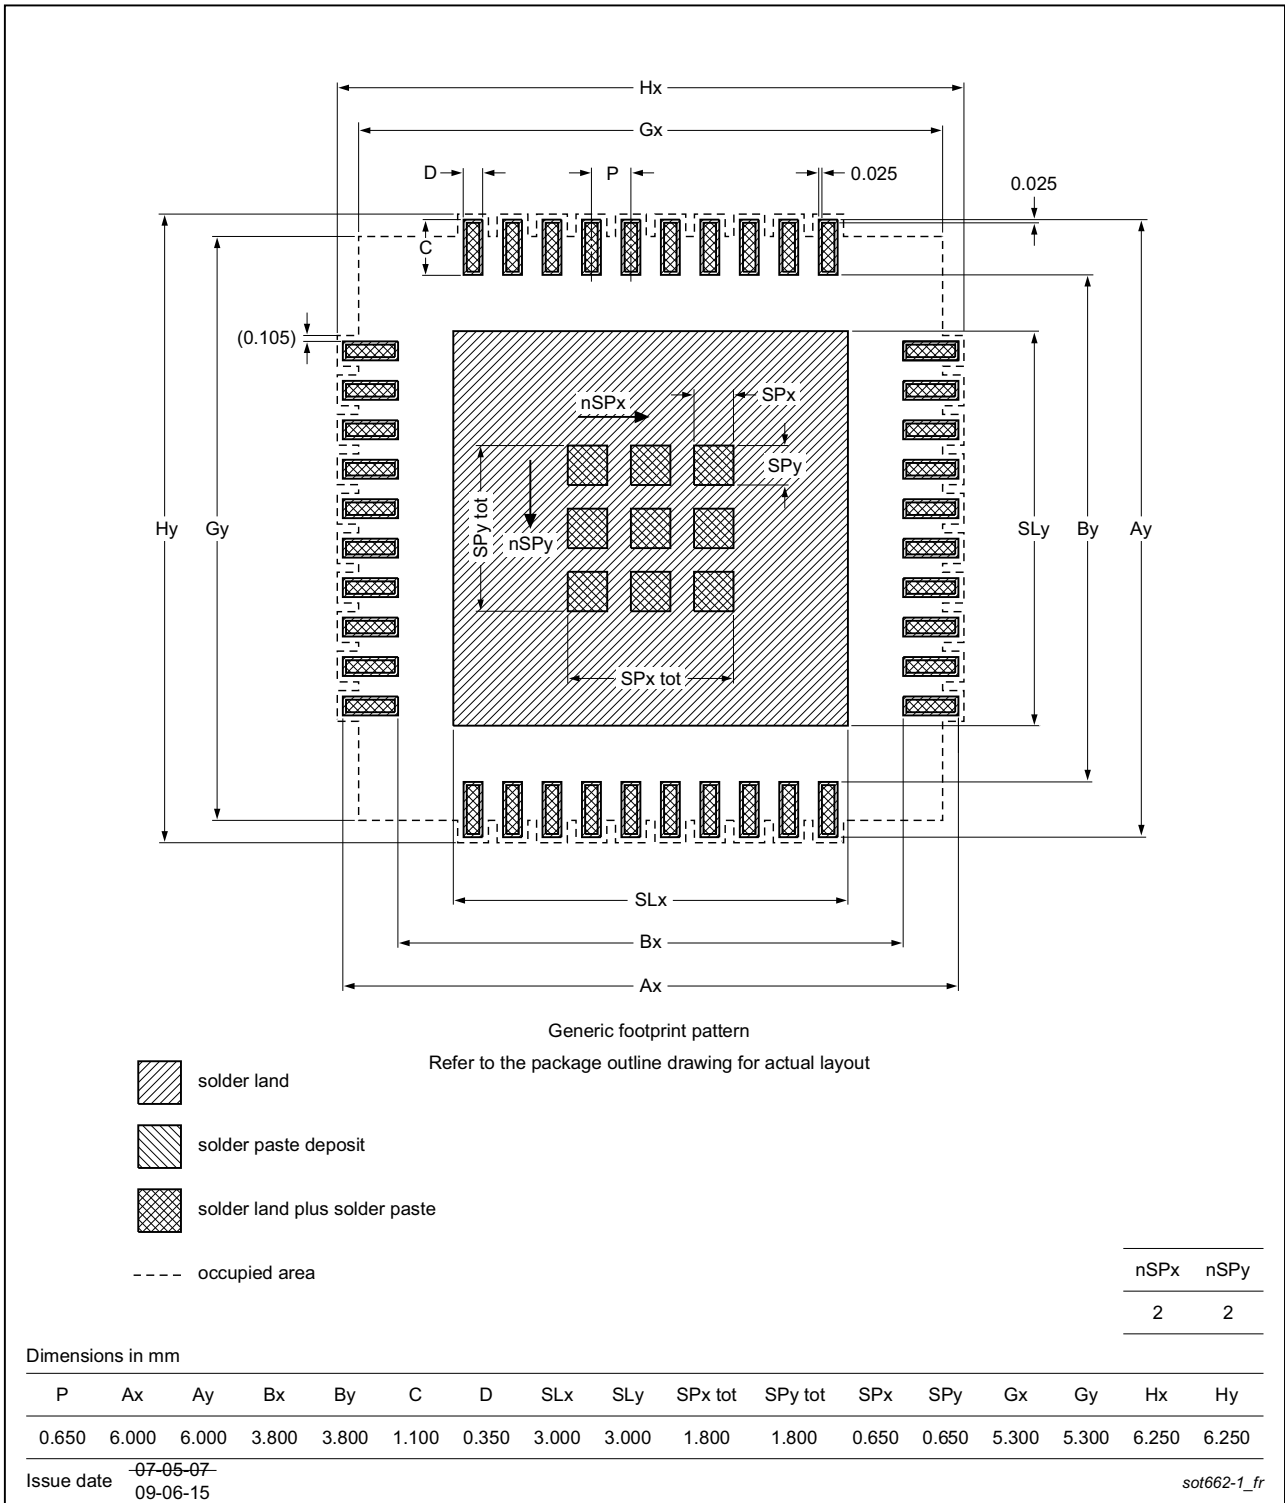 Hx
Gx
D
P
0.025
0.025
C
(0.105)
nSPx
SPx
SPy
SPy tot
nSPy
Hy
Gy
SLy
By
Ay
SPx tot
SLx
Bx
Ax
Generic footprint pattern
Refer to the package outline drawing for actual layout
solder land
solder paste deposit
solder land plus solder paste
occupied area
nSPx nSPy
2 2
Dimensions in mm
P Ax Ay Bx By C D SLx SLy SPx tot SPy tot SPx SPy Gx Gy Hx Hy
0.650 6.000 6.000 3.800 3.800 1.100 0.350 3.000 3.000 1.800 1.800 0.650 0.650 5.300 5.300 6.250 6.250
Issue date 07-05-07
09-06-15
sot662-1_fr